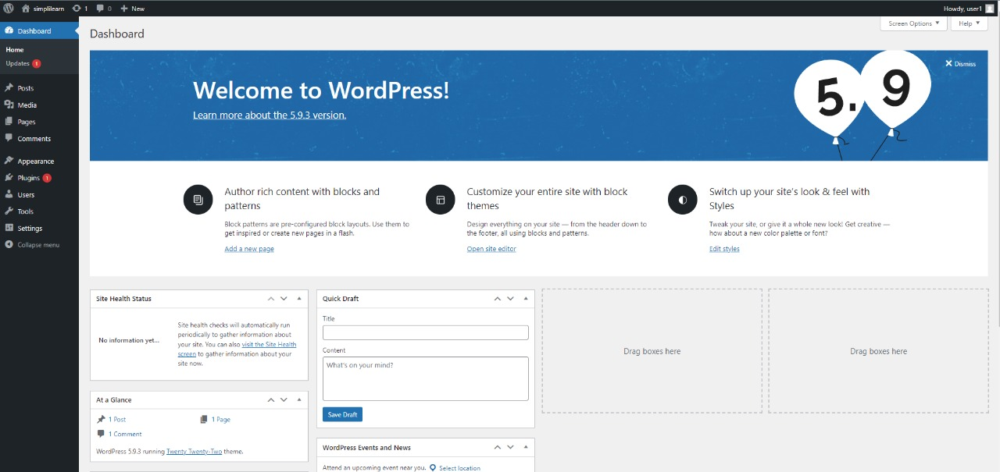 simplilearn 1 0 New
Howdy, user1
Dashboard
Home
Updates 1
Posts
Media
Pages
Comments
Appearance
Plugins 1
Users
Tools
Settings
Collapse menu
Dashboard
Screen Options
Help
Welcome to WordPress!
Learn more about the 5.9.3 version.
5.9
Dismiss
Author rich content with blocks and
patterns
Block patterns are pre-configured block layouts. Use them to
get inspired or create new pages in a flash.
Add a new page
Customize your entire site with block
themes
Design everything on your site — from the header down to
the footer, all using blocks and patterns.
Open site editor
Switch up your site's look & feel with
Styles
Tweak your site, or give it a whole new look! Get creative —
how about a new color palette or font?
Edit styles
Site Health Status
No information yet...
Site health checks will automatically run
periodically to gather information about
your site. You can also visit the Site Health
screen to gather information about your
site now.
At a Glance
1 Post
1 Page
1 Comment
WordPress 5.9.3 running Twenty Twenty-Two theme.
Quick Draft
Title
Content
What's on your mind?
Save Draft
WordPress Events and News
Attend an upcoming event near you. Select location
Drag boxes here
Drag boxes here